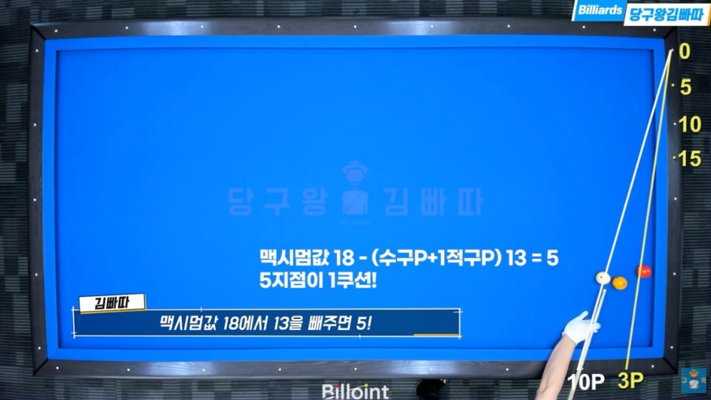 Billiards 당구왕김빠따
0
5
10
15
당구왕 김빠따
맥시멈값 18 - (수구P+1적구P) 13 = 5
5지점이 1쿠션!
김빠따
맥시멈값 18에서 13을 빼주면 5!
10P 3P
Billoint